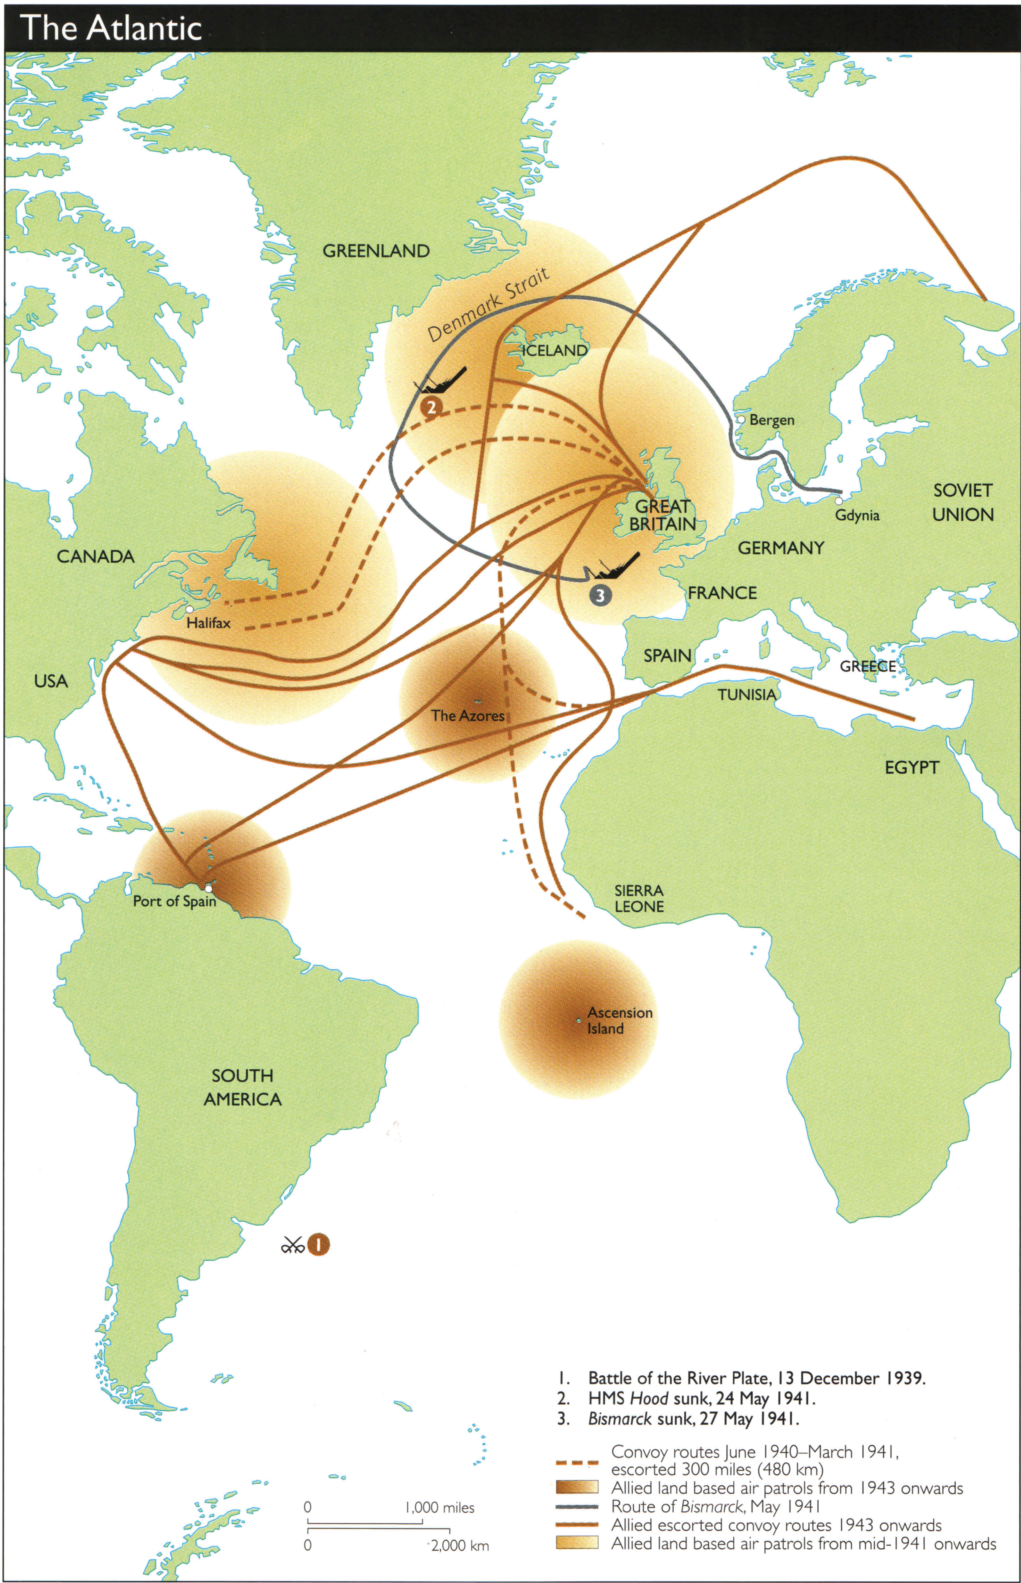 The Atlantic
GREENLAND
Denmark Strait
ICELAND
2
Bergen
SOVIET
UNION
Gdynia
GREAT
BRITAIN
GERMANY
CANADA
3
FRANCE
Halifax
SPAIN
GREECE
USA
TUNISIA
The Azores
EGYPT
SIERRA
LEONE
Port of Spain
Ascension
Island
SOUTH
AMERICA
1
1. Battle of the River Plate, 13 December 1939.
2. HMS Hood sunk, 24 May 1941.
3. Bismarck sunk, 27 May 1941.
Convoy routes June 1940–March 1941,
escorted 300 miles (480 km)
Allied land based air patrols from 1943 onwards
Route of Bismarck, May 1941
Allied escorted convoy routes 1943 onwards
Allied land based air patrols from mid-1941 onwards
0 1,000 miles
0 2,000 km